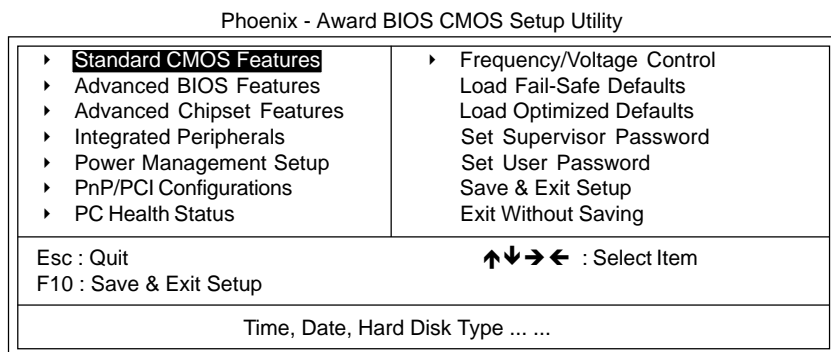 Phoenix - Award BIOS CMOS Setup Utility
‣ Standard CMOS Features
‣ Advanced BIOS Features
‣ Advanced Chipset Features
‣ Integrated Peripherals
‣ Power Management Setup
‣ PnP/PCI Configurations
‣ PC Health Status
‣ Frequency/Voltage Control
Load Fail-Safe Defaults
Load Optimized Defaults
Set Supervisor Password
Set User Password
Save & Exit Setup
Exit Without Saving
Esc : Quit
F10 : Save & Exit Setup
↑↓→← : Select Item
Time, Date, Hard Disk Type ... ...